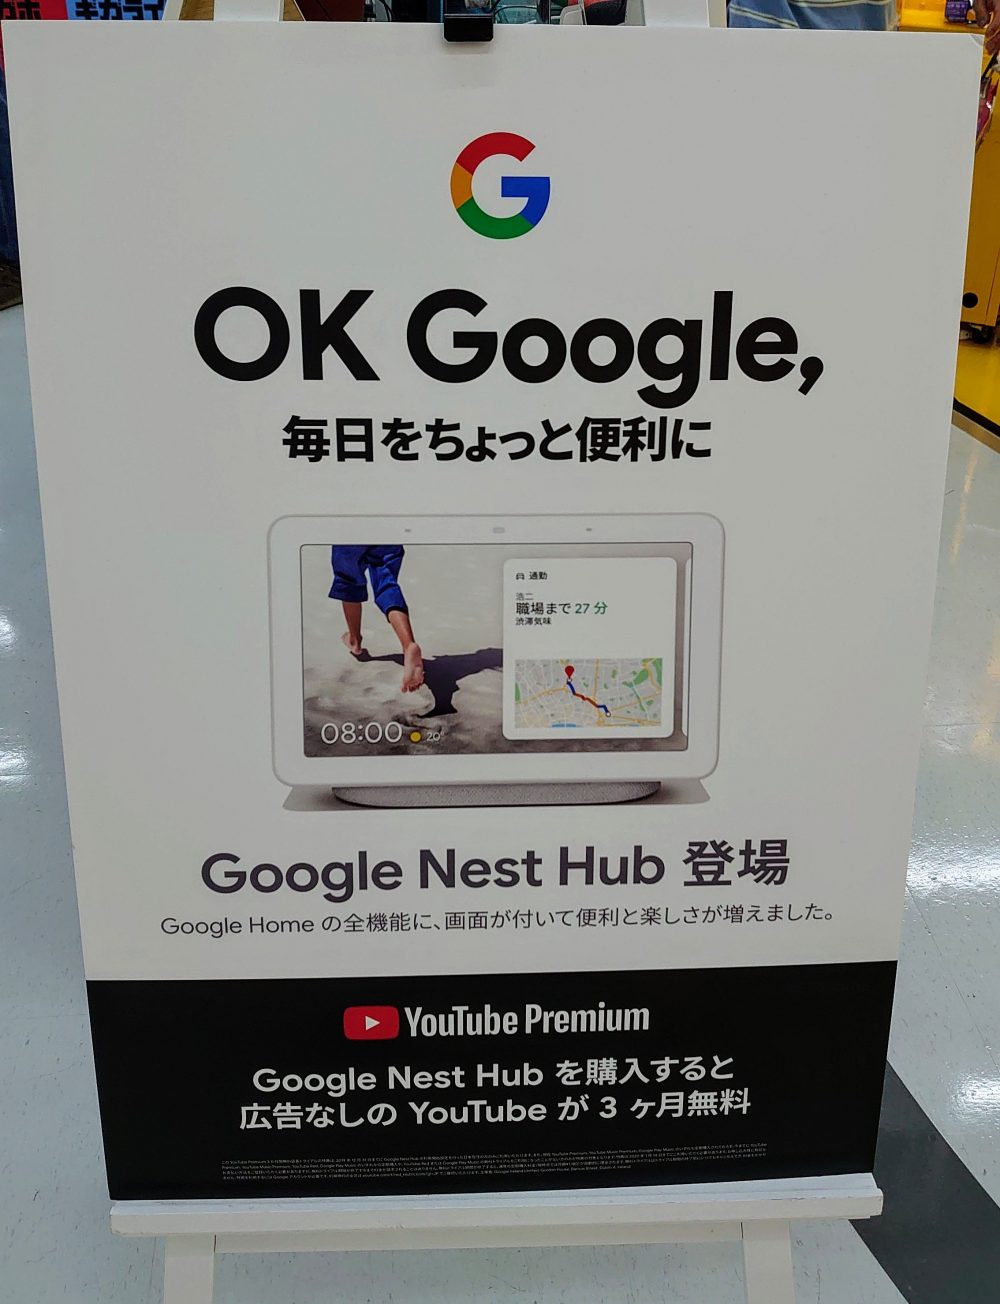 OK Google,
毎日をちょっと便利に
通勤
浩二
職場まで 27 分
渋滞気味
08:00 20°
Google Nest Hub 登場
Google Home の全機能に、画面が付いて便利と楽しさが増えました。
YouTube Premium
Google Nest Hub を購入すると
広告なしの YouTube が 3 ヶ月無料